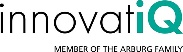 innovatiQ
MEMBER OF THE ARBURG FAMILY